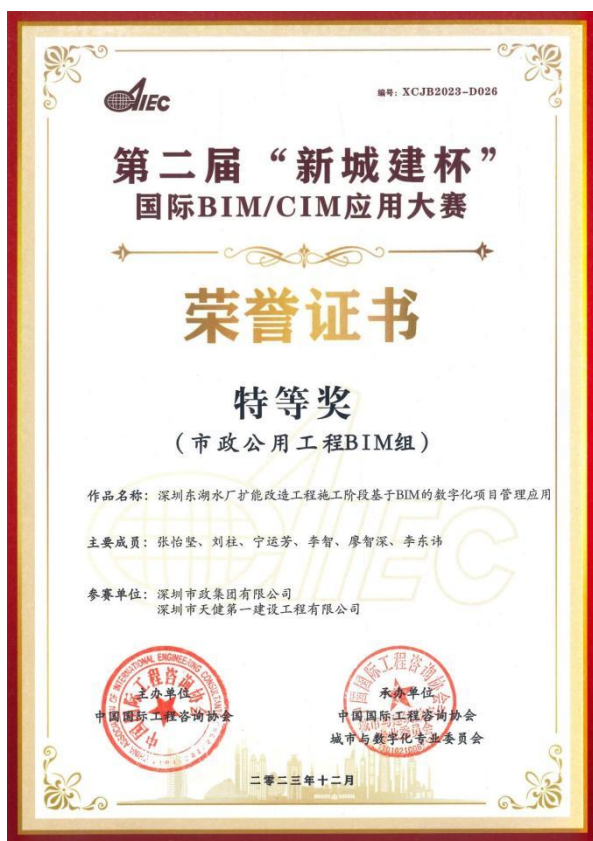 AIEC
编号：XCJB2023-D026
第二届“新城建杯”
国际BIM/CIM应用大赛
荣誉证书
特等奖
（市政公用工程BIM组）
作品名称：深圳东湖水厂扩能改造工程施工阶段基于BIM的数字化项目管理应用
主要成员：张怡坚、刘柱、宁运芳、李智、廖智深、李东讳
参赛单位：深圳市政集团有限公司
深圳市天健第一建设工程有限公司
主办单位
中国国际工程咨询协会
承办单位
中国国际工程咨询协会
城市与数字化专业委员会
二零二三年十二月